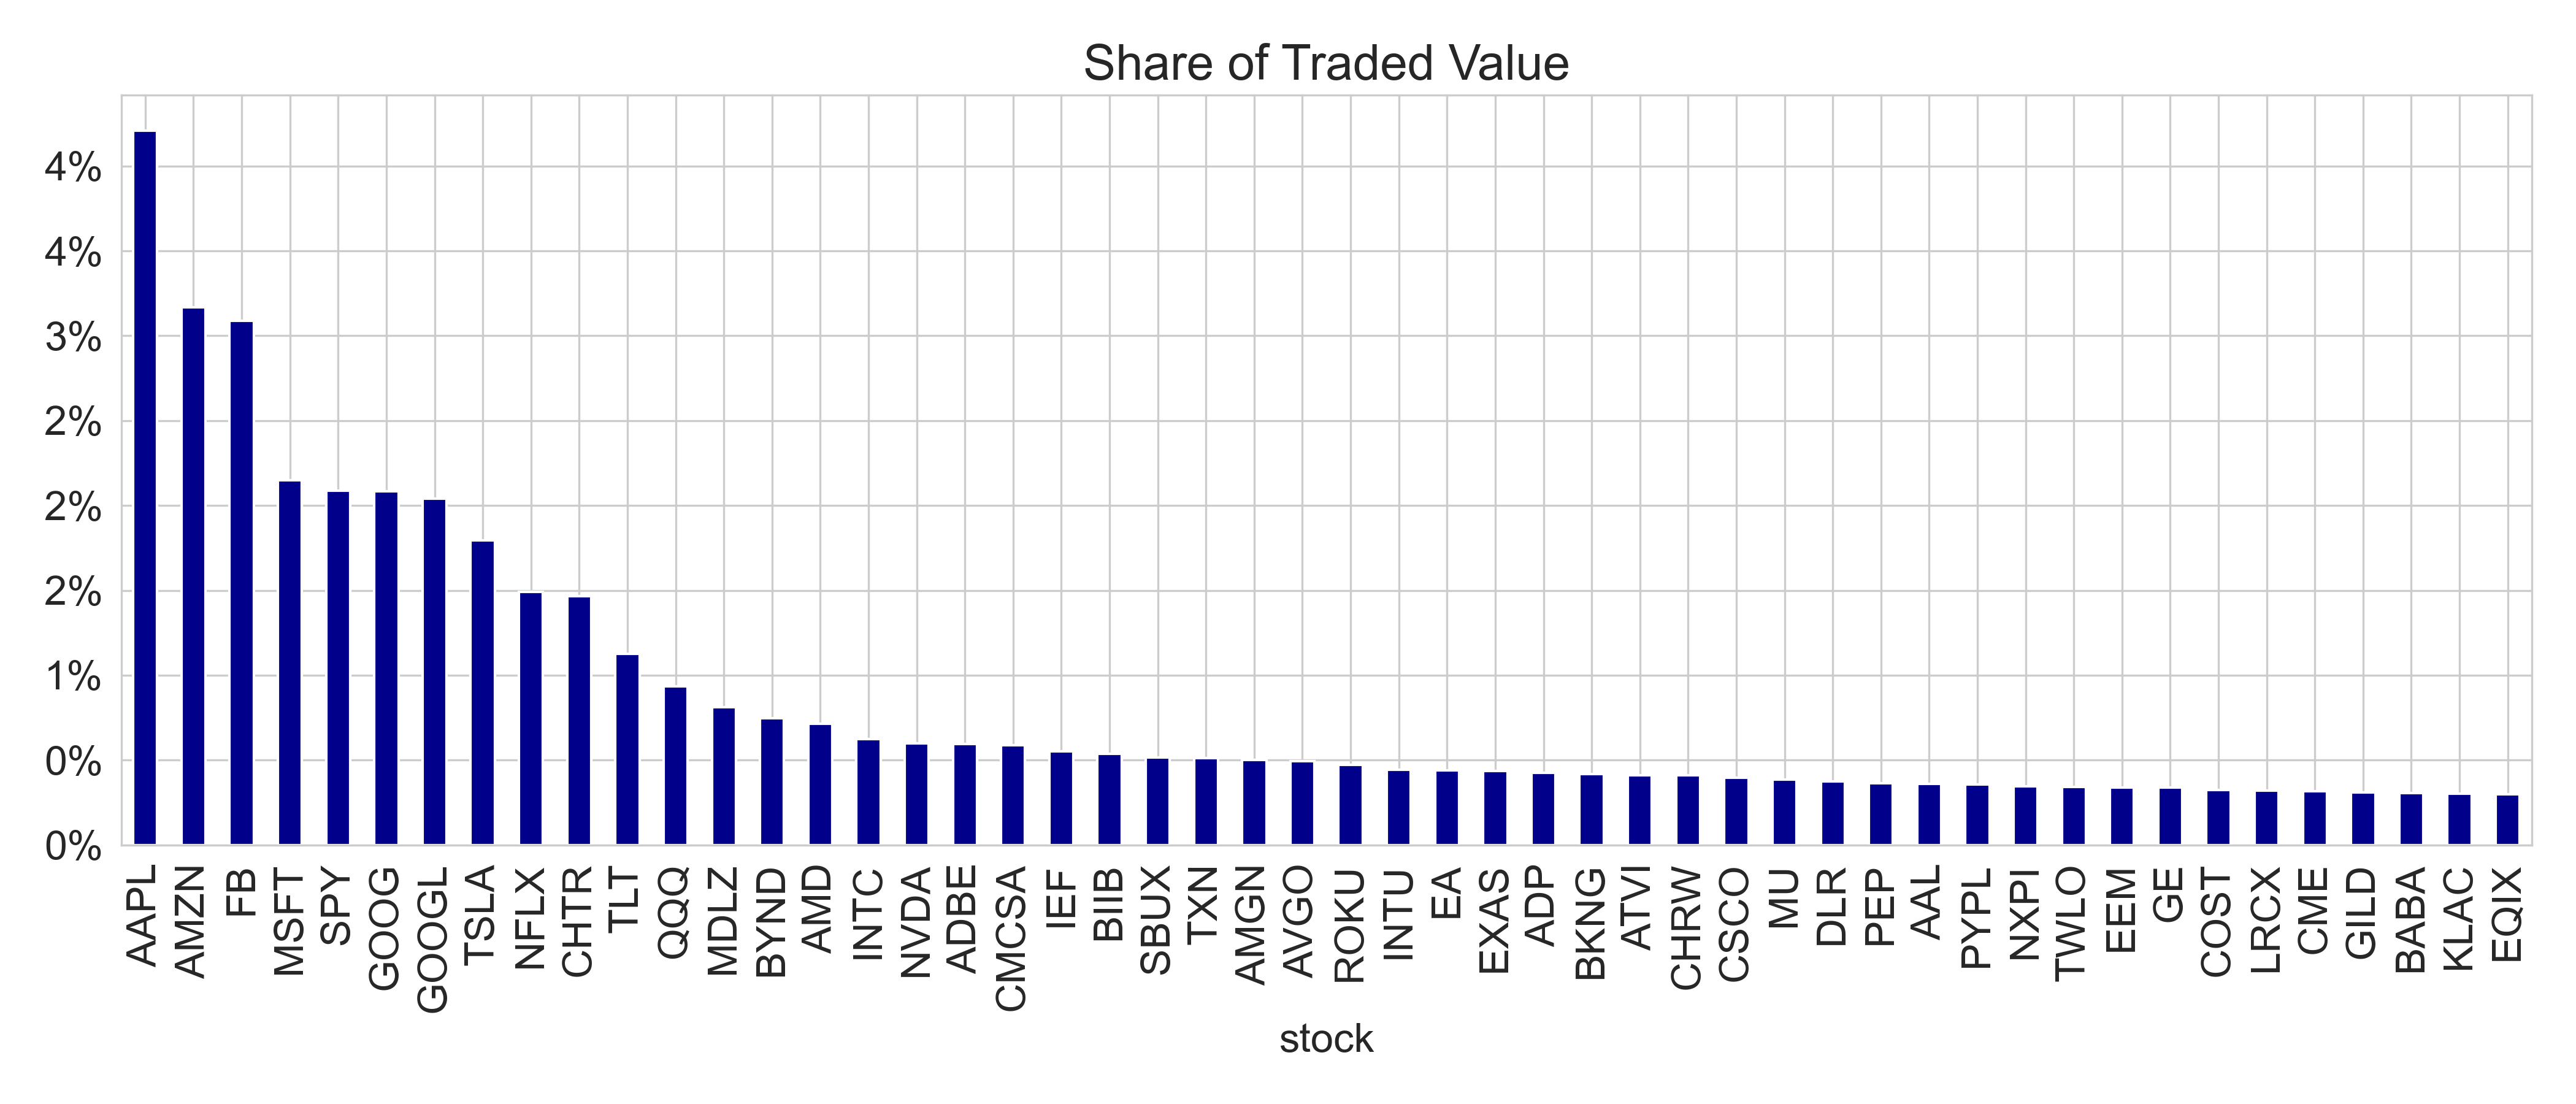 Share of Traded Value
4%
4%
3%
2%
2%
2%
1%
0%
0%
AAPL
AMZN
FB
MSFT
SPY
GOOG
GOOGL
TSLA
NFLX
CHTR
TLT
QQQ
MDLZ
BYND
AMD
INTC
NVDA
ADBE
CMCSA
IEF
BIIB
SBUX
TXN
AMGN
AVGO
ROKU
INTU
EA
EXAS
ADP
BKNG
ATVI
CHRW
CSCO
MU
DLR
PEP
AAL
PYPL
NXPI
TWLO
EEM
GE
COST
LRCX
CME
GILD
BABA
KLAC
EQIX
stock